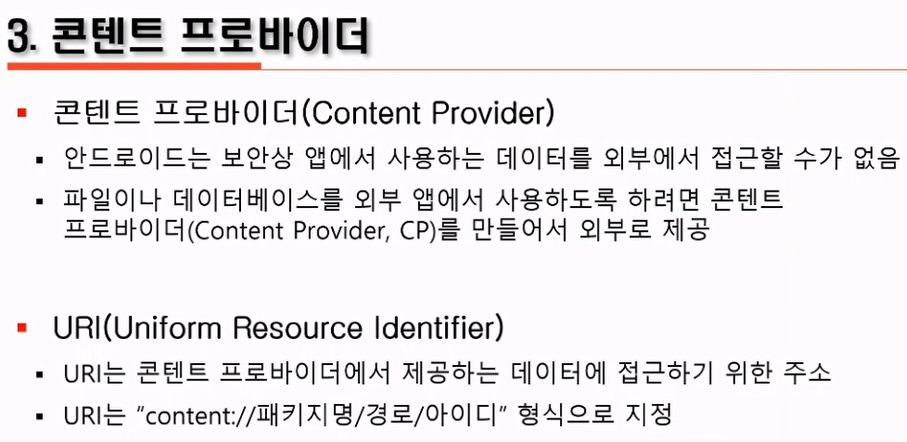 3. 콘텐트 프로바이더
▪ 콘텐트 프로바이더(Content Provider)
▪ 안드로이드는 보안상 앱에서 사용하는 데이터를 외부에서 접근할 수가 없음
▪ 파일이나 데이터베이스를 외부 앱에서 사용하도록 하려면 콘텐트
프로바이더(Content Provider, CP)를 만들어서 외부로 제공
▪ URI(Uniform Resource Identifier)
▪ URI는 콘텐트 프로바이더에서 제공하는 데이터에 접근하기 위한 주소
▪ URI는 “content://패키지명/경로/아이디” 형식으로 지정